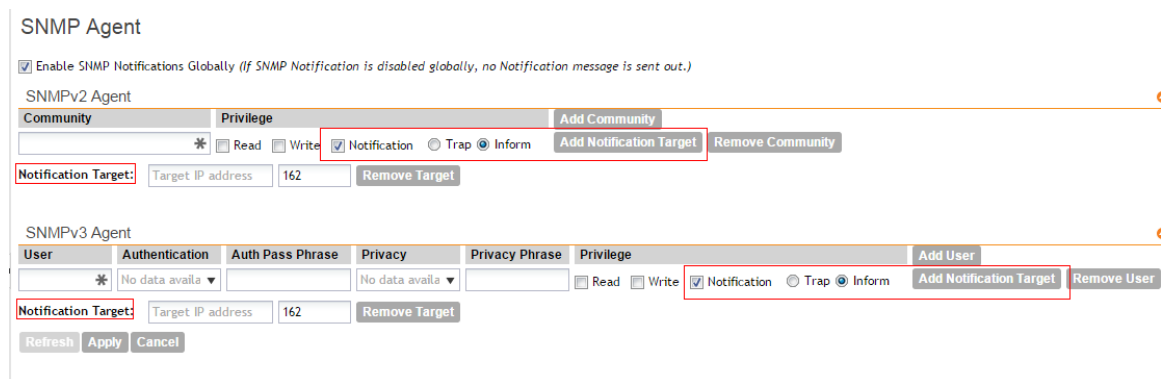 SNMP Agent
Enable SNMP Notifications Globally (If SNMP Notification is disabled globally, no Notification message is sent out.)
SNMPv2 Agent
Community Privilege Add Community
* Read Write Notification Trap Inform Add Notification Target Remove Community
Notification Target: Target IP address 162 Remove Target
SNMPv3 Agent
User Authentication Auth Pass Phrase Privacy Privacy Phrase Privilege Add User
* No data availa No data availa Read Write Notification Trap Inform Add Notification Target Remove User
Notification Target: Target IP address 162 Remove Target
Refresh Apply Cancel